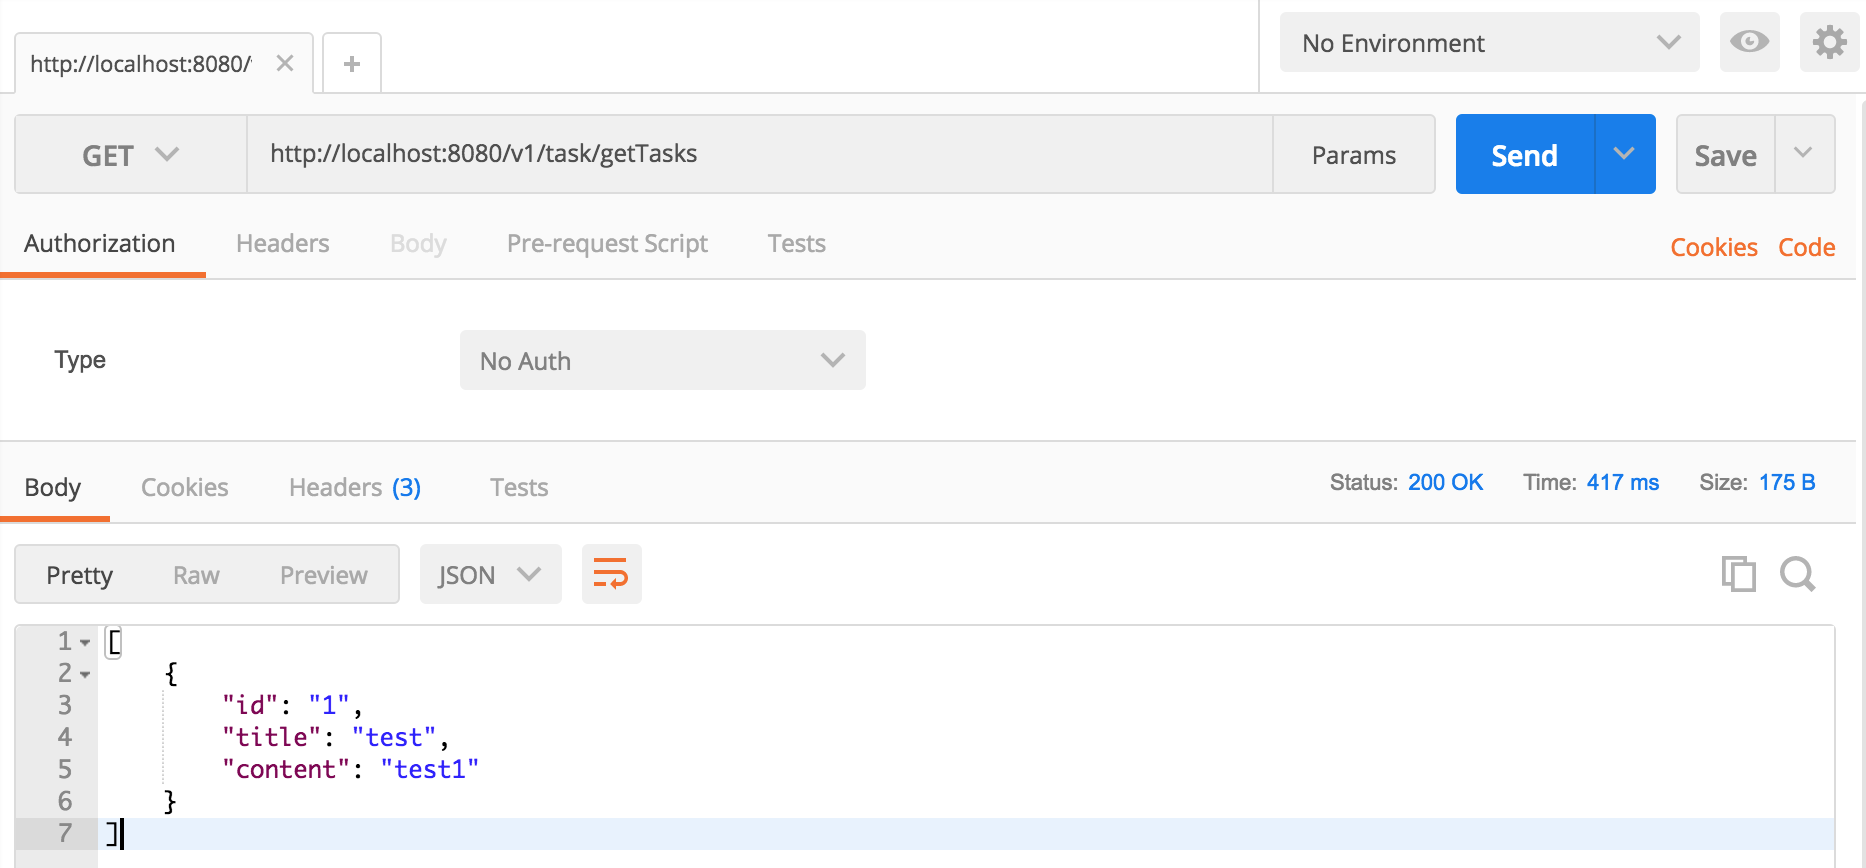 http://localhost:8080/
No Environment
GET http://localhost:8080/v1/task/getTasks Params Send Save
Authorization Headers Body Pre-request Script Tests Cookies Code
Type No Auth
Body Cookies Headers (3) Tests Status: 200 OK Time: 417 ms Size: 175 B
Pretty Raw Preview JSON
1 [
2 {
3 "id": "1",
4 "title": "test",
5 "content": "test1"
6 }
7 ]